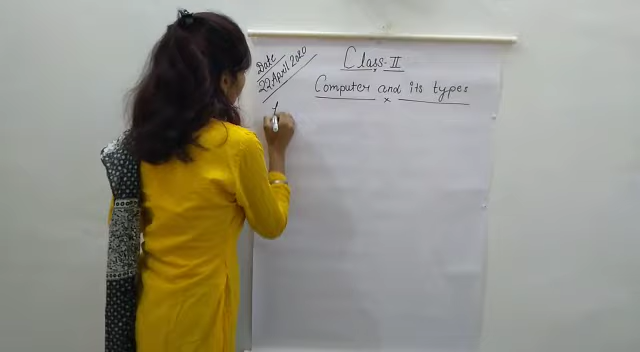 Date
22 April 2020
Class-II
Computer and its types